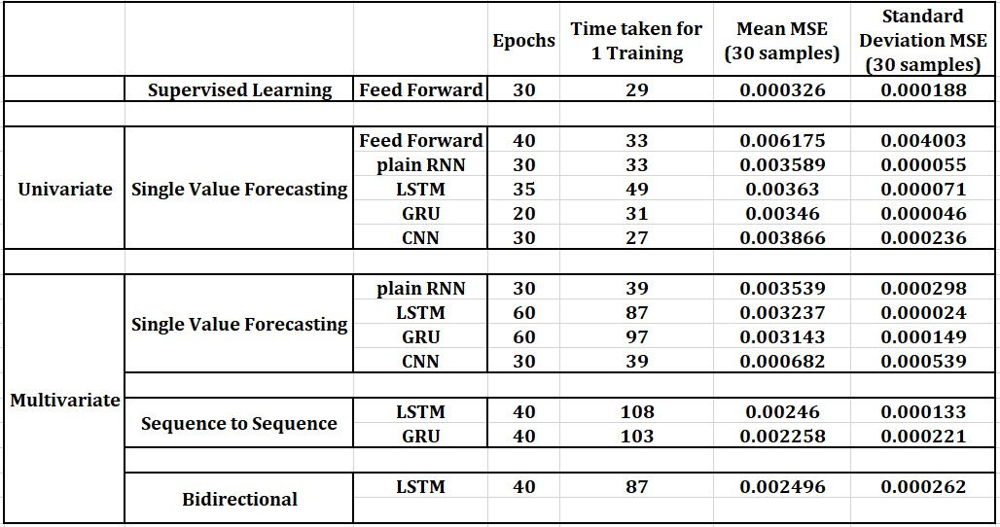 Epochs Time taken for 1 Training Mean MSE (30 samples) Standard Deviation MSE (30 samples)
Supervised Learning Feed Forward 30 29 0.000326 0.000188
Univariate Single Value Forecasting Feed Forward 40 33 0.006175 0.004003
plain RNN 30 33 0.003589 0.000055
LSTM 35 49 0.00363 0.000071
GRU 20 31 0.00346 0.000046
CNN 30 27 0.003866 0.000236
Multivariate Single Value Forecasting plain RNN 30 39 0.003539 0.000298
LSTM 60 87 0.003237 0.000024
GRU 60 97 0.003143 0.000149
CNN 30 39 0.000682 0.000539
Sequence to Sequence LSTM 40 108 0.00246 0.000133
GRU 40 103 0.002258 0.000221
Bidirectional LSTM 40 87 0.002496 0.000262